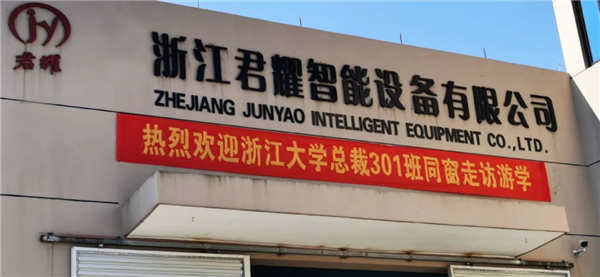 jy
君耀
浙江君耀智能设备有限公司
ZHEJIANG JUNYAO INTELLIGENT EQUIPMENT CO.,LTD.
热烈欢迎浙江大学总裁301班同窗走访游学